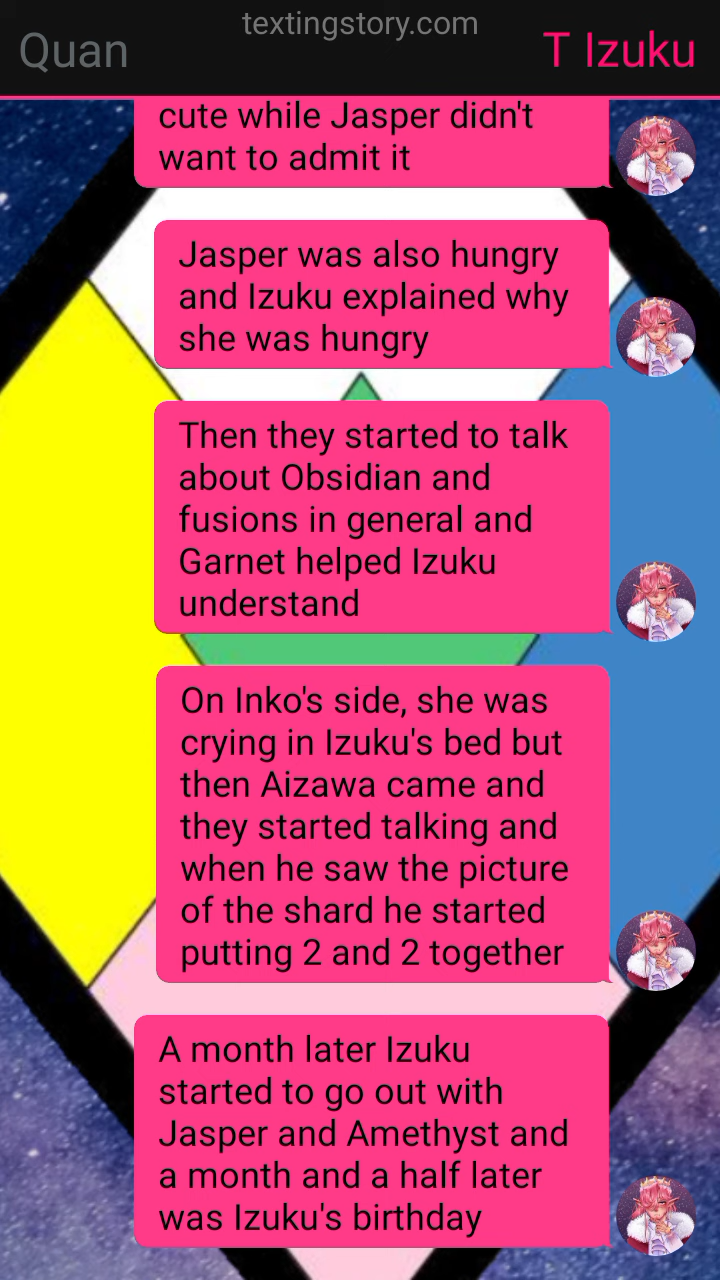 textingstory.com
Quan
T Izuku
cute while Jasper didn't
want to admit it
Jasper was also hungry
and Izuku explained why
she was hungry
Then they started to talk
about Obsidian and
fusions in general and
Garnet helped Izuku
understand
On Inko's side, she was
crying in Izuku's bed but
then Aizawa came and
they started talking and
when he saw the picture
of the shard he started
putting 2 and 2 together
A month later Izuku
started to go out with
Jasper and Amethyst and
a month and a half later
was Izuku's birthday